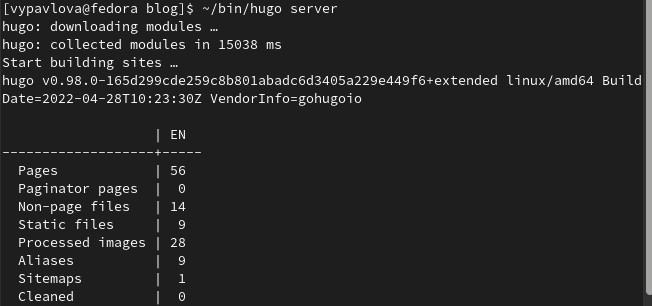 [vypavlova@fedora blog]$ ~/bin/hugo server
hugo: downloading modules …
hugo: collected modules in 15038 ms
Start building sites …
hugo v0.98.0-165d299cde259c8b801abadc6d3405a229e449f6+extended linux/amd64 Build
Date=2022-04-28T10:23:30Z VendorInfo=gohugoio
                   | EN
-------------------+-----
  Pages            | 56
  Paginator pages  |  0
  Non-page files   | 14
  Static files     |  9
  Processed images | 28
  Aliases          |  9
  Sitemaps         |  1
  Cleaned          |  0